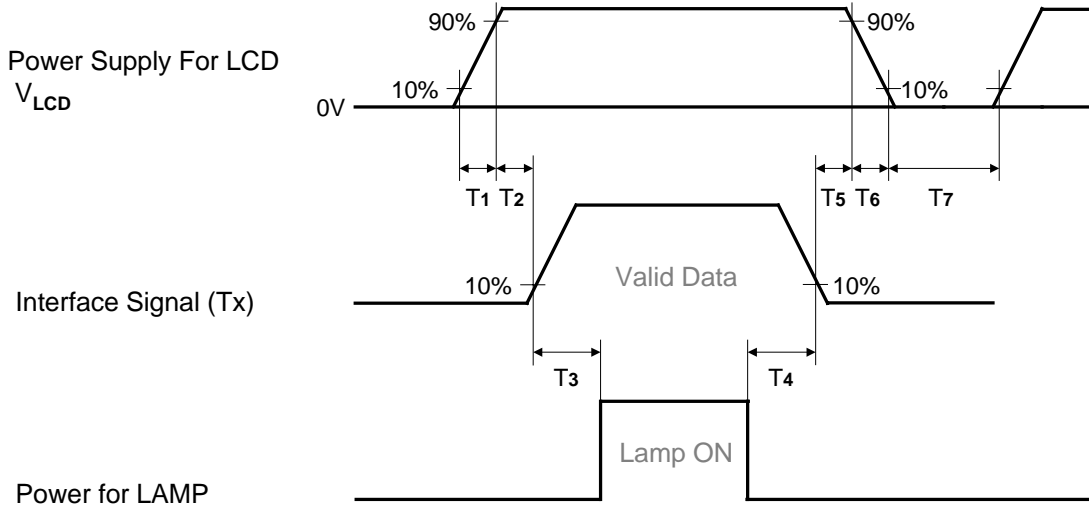 90% 90%
Power Supply For LCD
VLCD
10% 10%
0V
T1 T2 T5 T6 T7
Valid Data
Interface Signal (Tx)
10% 10%
T3 T4
Lamp ON
Power for LAMP